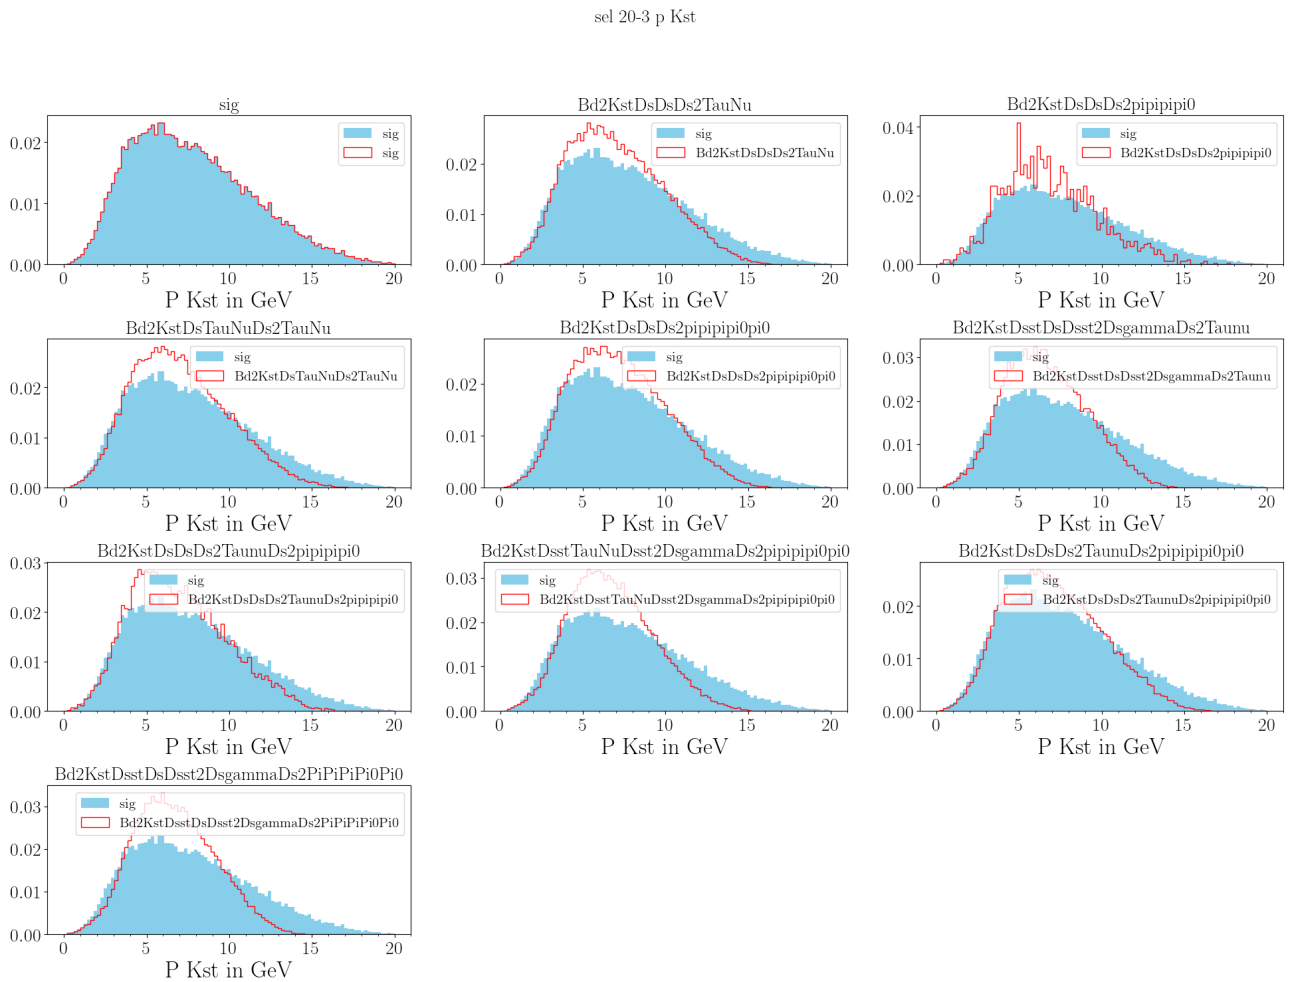 sel 20-3 p Kst
sig
0.02
0.01
0.00
sig
sig
0 5 10 15 20
P Kst in GeV
Bd2KstDsDsDs2TauNu
0.02
0.01
0.00
sig
Bd2KstDsDsDs2TauNu
0 5 10 15 20
P Kst in GeV
Bd2KstDsDsDs2pipipipi0
0.04
0.02
0.00
sig
Bd2KstDsDsDs2pipipipi0
0 5 10 15 20
P Kst in GeV
Bd2KstDsTauNuDs2TauNu
0.02
0.01
0.00
sig
Bd2KstDsTauNuDs2TauNu
0 5 10 15 20
P Kst in GeV
Bd2KstDsDsDs2pipipipi0pi0
0.02
0.01
0.00
sig
Bd2KstDsDsDs2pipipipi0pi0
0 5 10 15 20
P Kst in GeV
Bd2KstDsstDsDsst2DsgammaDs2Taunu
0.03
0.02
0.01
0.00
sig
Bd2KstDsstDsDsst2DsgammaDs2Taunu
0 5 10 15 20
P Kst in GeV
Bd2KstDsDsDs2TaunuDs2pipipipi0
0.03
0.02
0.01
0.00
sig
Bd2KstDsDsDs2TaunuDs2pipipipi0
0 5 10 15 20
P Kst in GeV
Bd2KstDsstTauNuDsst2DsgammaDs2pipipipi0pi0
0.03
0.02
0.01
0.00
sig
Bd2KstDsstTauNuDsst2DsgammaDs2pipipipi0pi0
0 5 10 15 20
P Kst in GeV
Bd2KstDsDsDs2TaunuDs2pipipipi0pi0
0.02
0.01
0.00
sig
Bd2KstDsDsDs2TaunuDs2pipipipi0pi0
0 5 10 15 20
P Kst in GeV
Bd2KstDsstDsDsst2DsgammaDs2PiPiPiPi0Pi0
0.03
0.02
0.01
0.00
sig
Bd2KstDsstDsDsst2DsgammaDs2PiPiPiPi0Pi0
0 5 10 15 20
P Kst in GeV